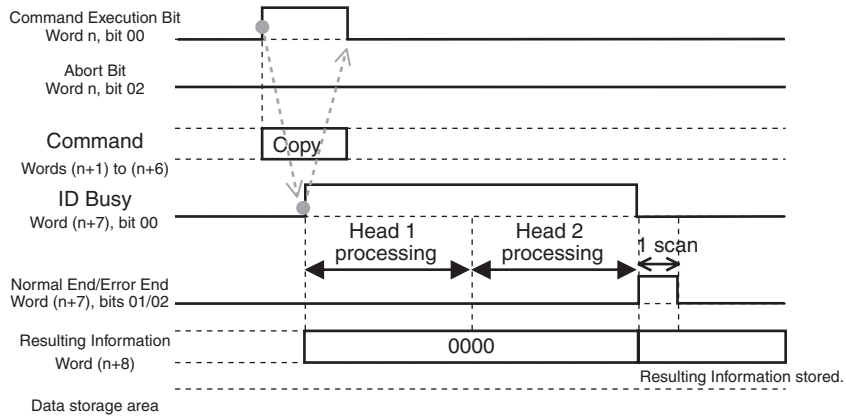 Command Execution Bit
Word n, bit 00
Abort Bit
Word n, bit 02
Command
Words (n+1) to (n+6)
Copy
ID Busy
Word (n+7), bit 00
Head 1
processing
Head 2
processing
1 scan
Normal End/Error End
Word (n+7), bits 01/02
Resulting Information
Word (n+8)
0000
Resulting Information stored.
Data storage area